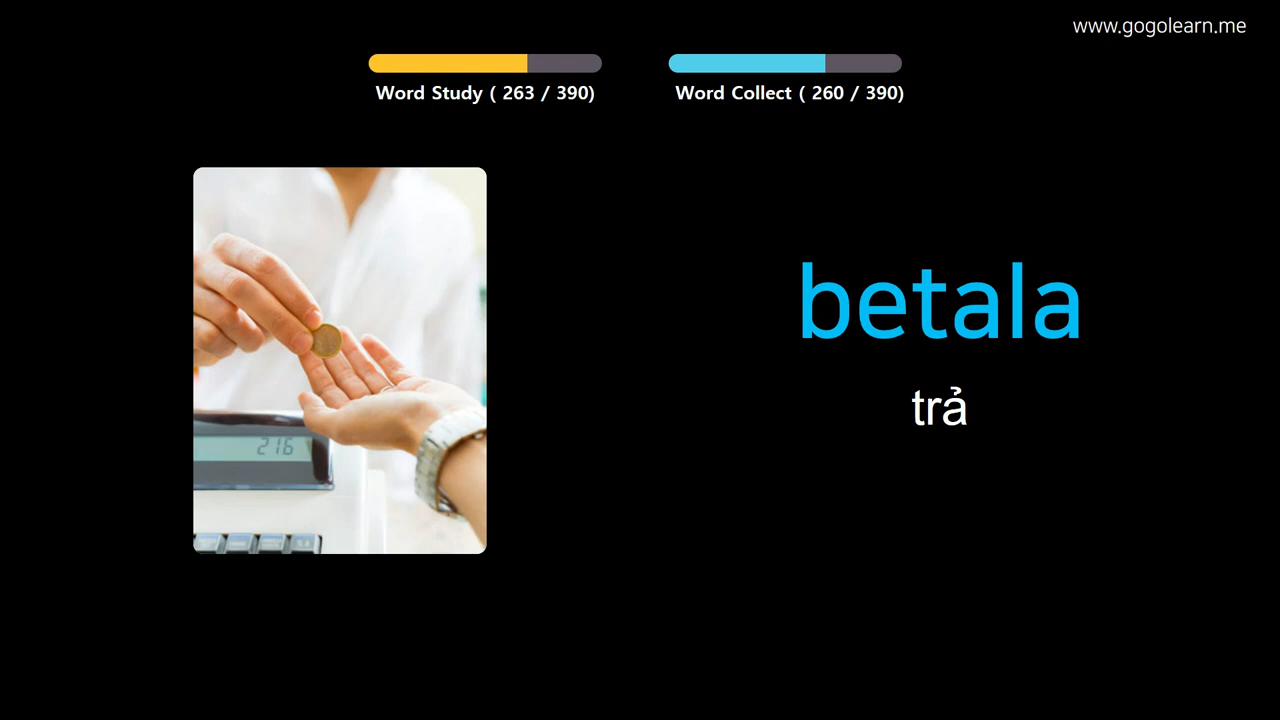 www.gogolearn.me
Word Study ( 263 / 390)
Word Collect ( 260 / 390)
216
betala
trả